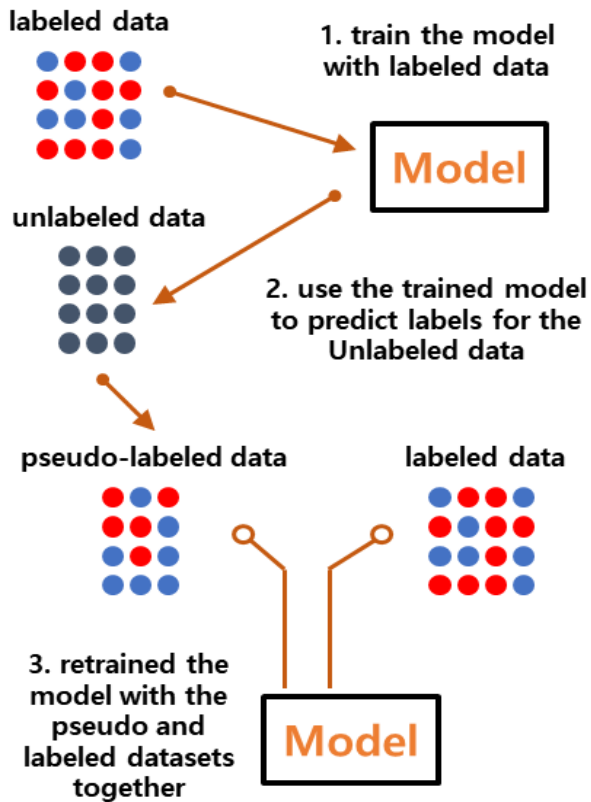 labeled data
1. train the model
with labeled data
Model
unlabeled data
2. use the trained model
to predict labels for the
Unlabeled data
pseudo-labeled data
labeled data
3. retrained the
model with the
pseudo and
labeled datasets
together
Model